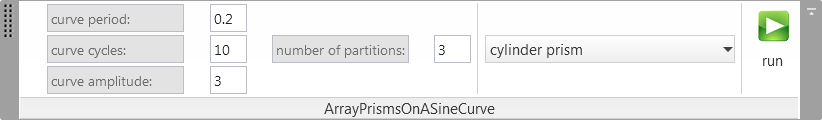 curve period: 0.2
curve cycles: 10 number of partitions: 3 cylinder prism
curve amplitude: 3
run
ArrayPrismsOnASineCurve